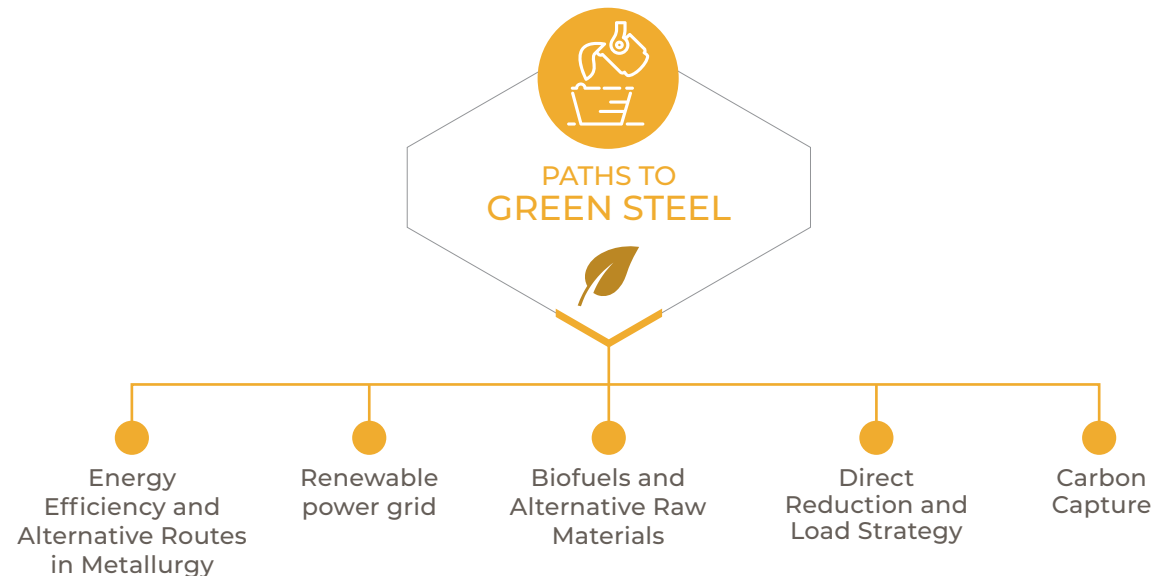 PATHS TO
GREEN STEEL
Energy
Efficiency and
Alternative Routes
in Metallurgy
Renewable
power grid
Biofuels and
Alternative Raw
Materials
Direct
Reduction and
Load Strategy
Carbon
Capture